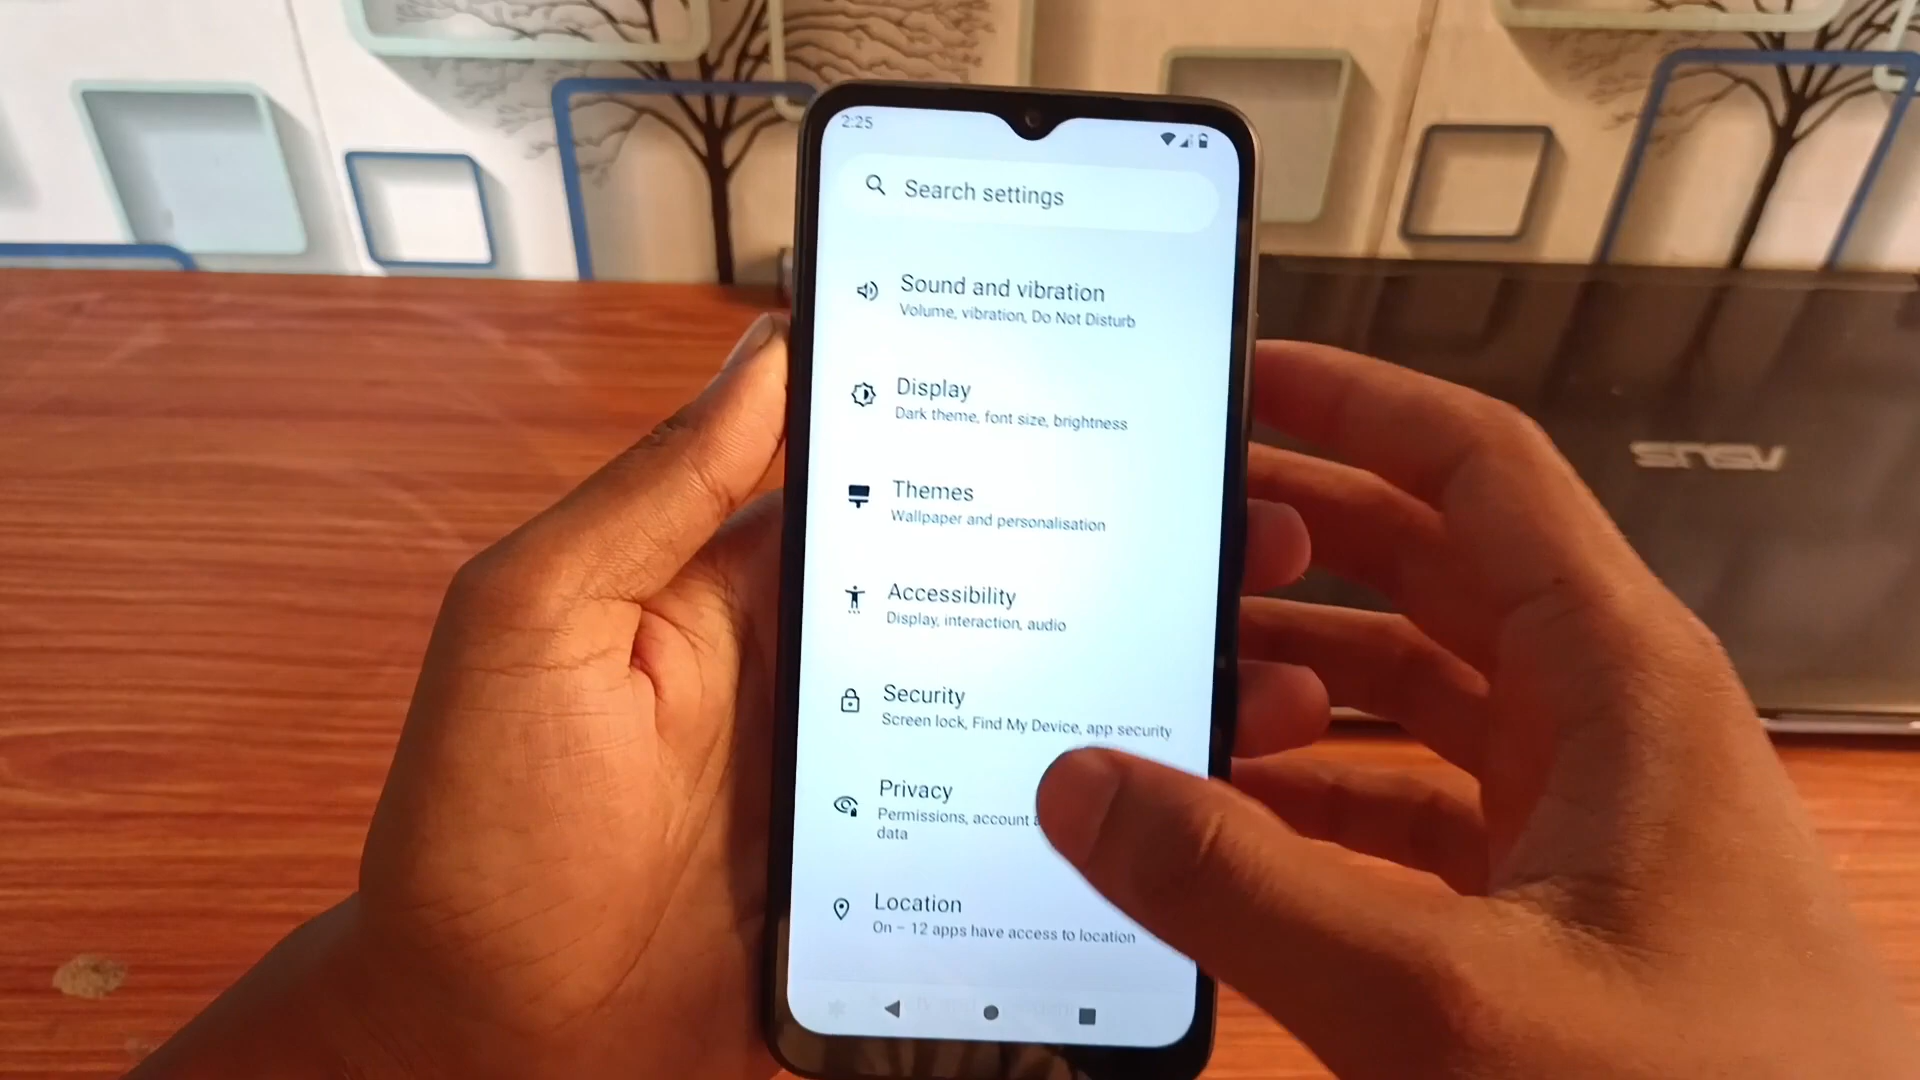 2:25
Search settings
Sound and vibration
Volume, vibration, Do Not Disturb
Display
Dark theme, font size, brightness
Themes
Wallpaper and personalisation
Accessibility
Display, interaction, audio
Security
Screen lock, Find My Device, app security
Privacy
Permissions, account
data
Location
On – 12 apps have access to location
ASUS